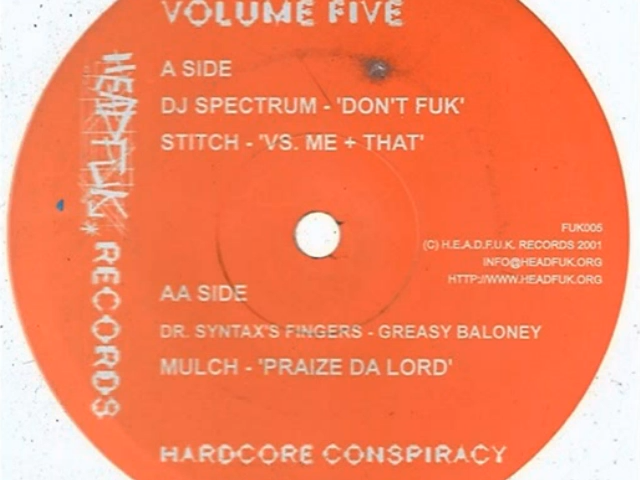 VOLUME FIVE
A SIDE
DJ SPECTRUM - 'DON'T FUK'
STITCH - 'VS. ME + THAT'
HEADFUK* RECORDS
FUK005
(C) H.E.A.D.F.U.K. RECORDS 2001
INFO@HEADFUK.ORG
HTTP://WWW.HEADFUK.ORG
AA SIDE
DR. SYNTAX'S FINGERS - GREASY BALONEY
MULCH - 'PRAIZE DA LORD'
HARDCORE CONSPIRACY